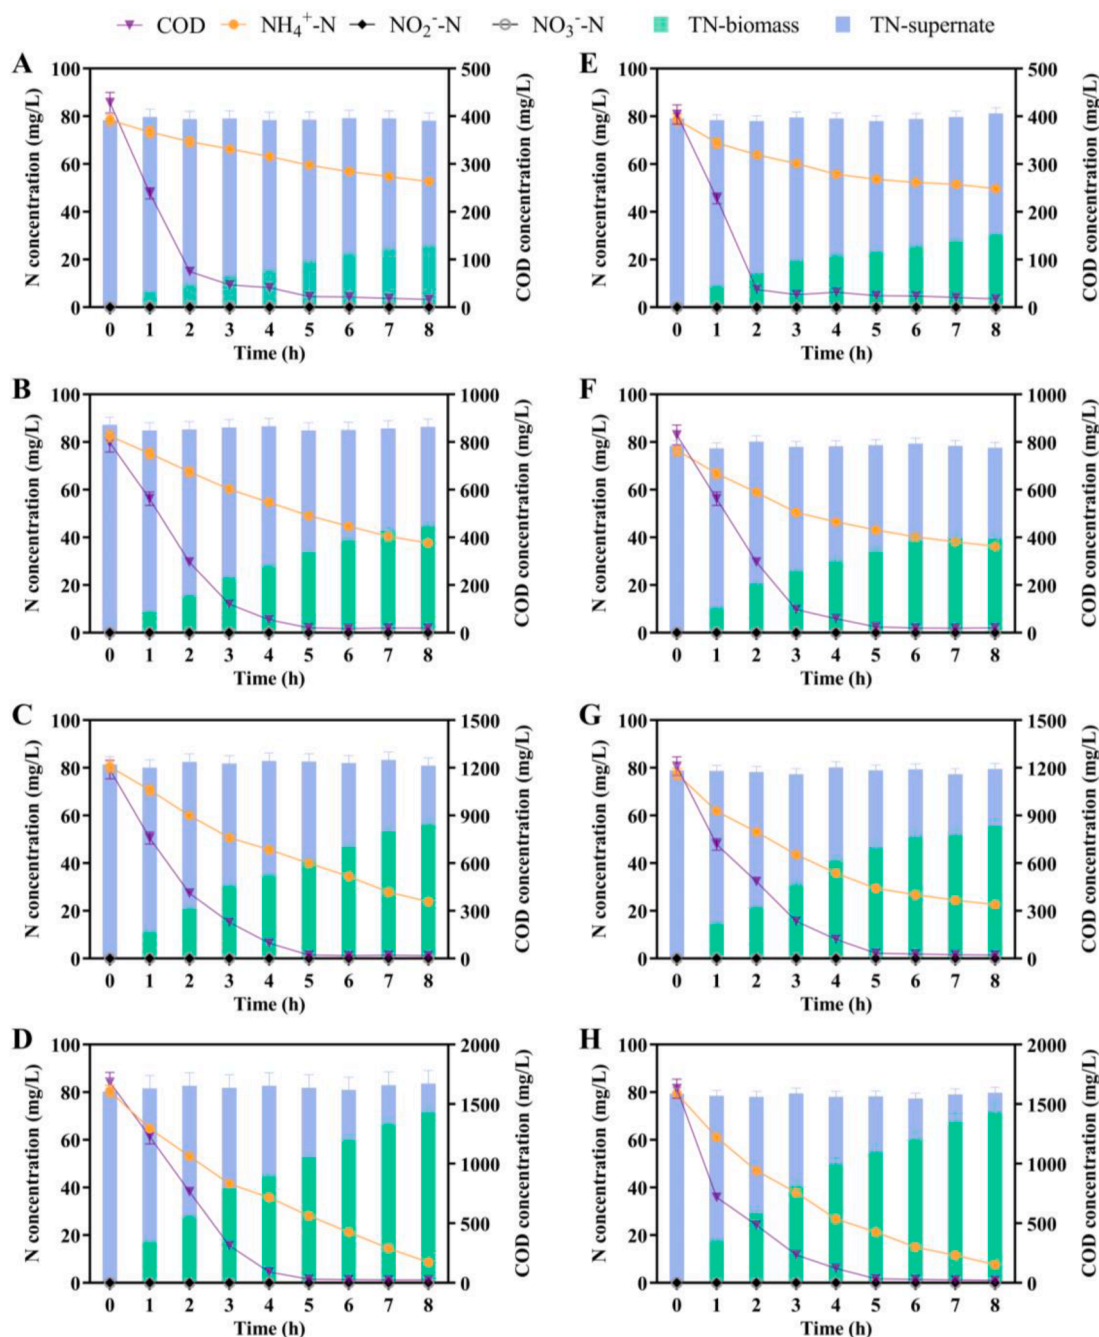 COD NH₄⁺-N NO₂⁻-N NO₃⁻-N TN-biomass TN-supernate
A
N concentration (mg/L)
100
80
60
40
20
0
0 1 2 3 4 5 6 7 8
Time (h)
500
400
300
200
100
0
COD concentration (mg/L)
E
N concentration (mg/L)
100
80
60
40
20
0
0 1 2 3 4 5 6 7 8
Time (h)
500
400
300
200
100
0
COD concentration (mg/L)
B
N concentration (mg/L)
100
80
60
40
20
0
0 1 2 3 4 5 6 7 8
Time (h)
1000
800
600
400
200
0
COD concentration (mg/L)
F
N concentration (mg/L)
100
80
60
40
20
0
0 1 2 3 4 5 6 7 8
Time (h)
1000
800
600
400
200
0
COD concentration (mg/L)
C
N concentration (mg/L)
100
80
60
40
20
0
0 1 2 3 4 5 6 7 8
Time (h)
1500
1200
900
600
300
0
COD concentration (mg/L)
G
N concentration (mg/L)
100
80
60
40
20
0
0 1 2 3 4 5 6 7 8
Time (h)
1500
1200
900
600
300
0
COD concentration (mg/L)
D
N concentration (mg/L)
100
80
60
40
20
0
0 1 2 3 4 5 6 7 8
Time (h)
2000
1500
1000
500
0
COD concentration (mg/L)
H
N concentration (mg/L)
100
80
60
40
20
0
0 1 2 3 4 5 6 7 8
Time (h)
2000
1500
1000
500
0
COD concentration (mg/L)